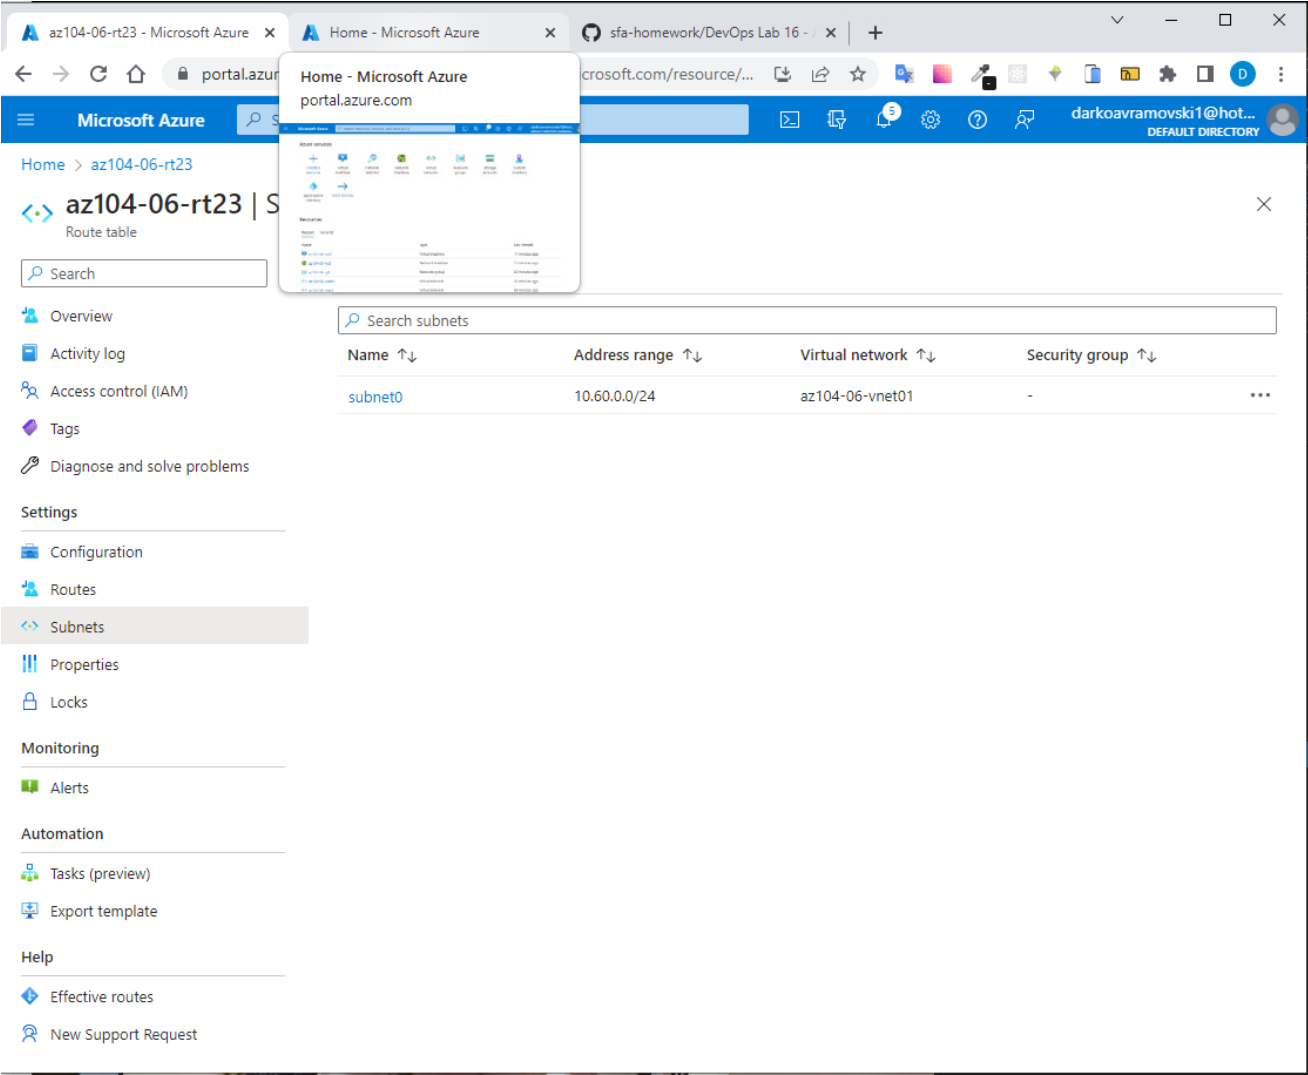 az104-06-rt23 - Microsoft Azure
Home - Microsoft Azure
sfa-homework/DevOps Lab 16 -
portal.azur
icrosoft.com/resource/...
D
Home - Microsoft Azure
portal.azure.com
Microsoft Azure
S
5
darkoavramovski1@hot...
DEFAULT DIRECTORY
Azure services
Resources
Home > az104-06-rt23
az104-06-rt23 | S
Route table
Search
Overview
Activity log
Access control (IAM)
Tags
Diagnose and solve problems
Settings
Configuration
Routes
Subnets
Properties
Locks
Monitoring
Alerts
Automation
Tasks (preview)
Export template
Help
Effective routes
New Support Request
Search subnets
Name Address range Virtual network Security group
subnet0 10.60.0.0/24 az104-06-vnet01 -